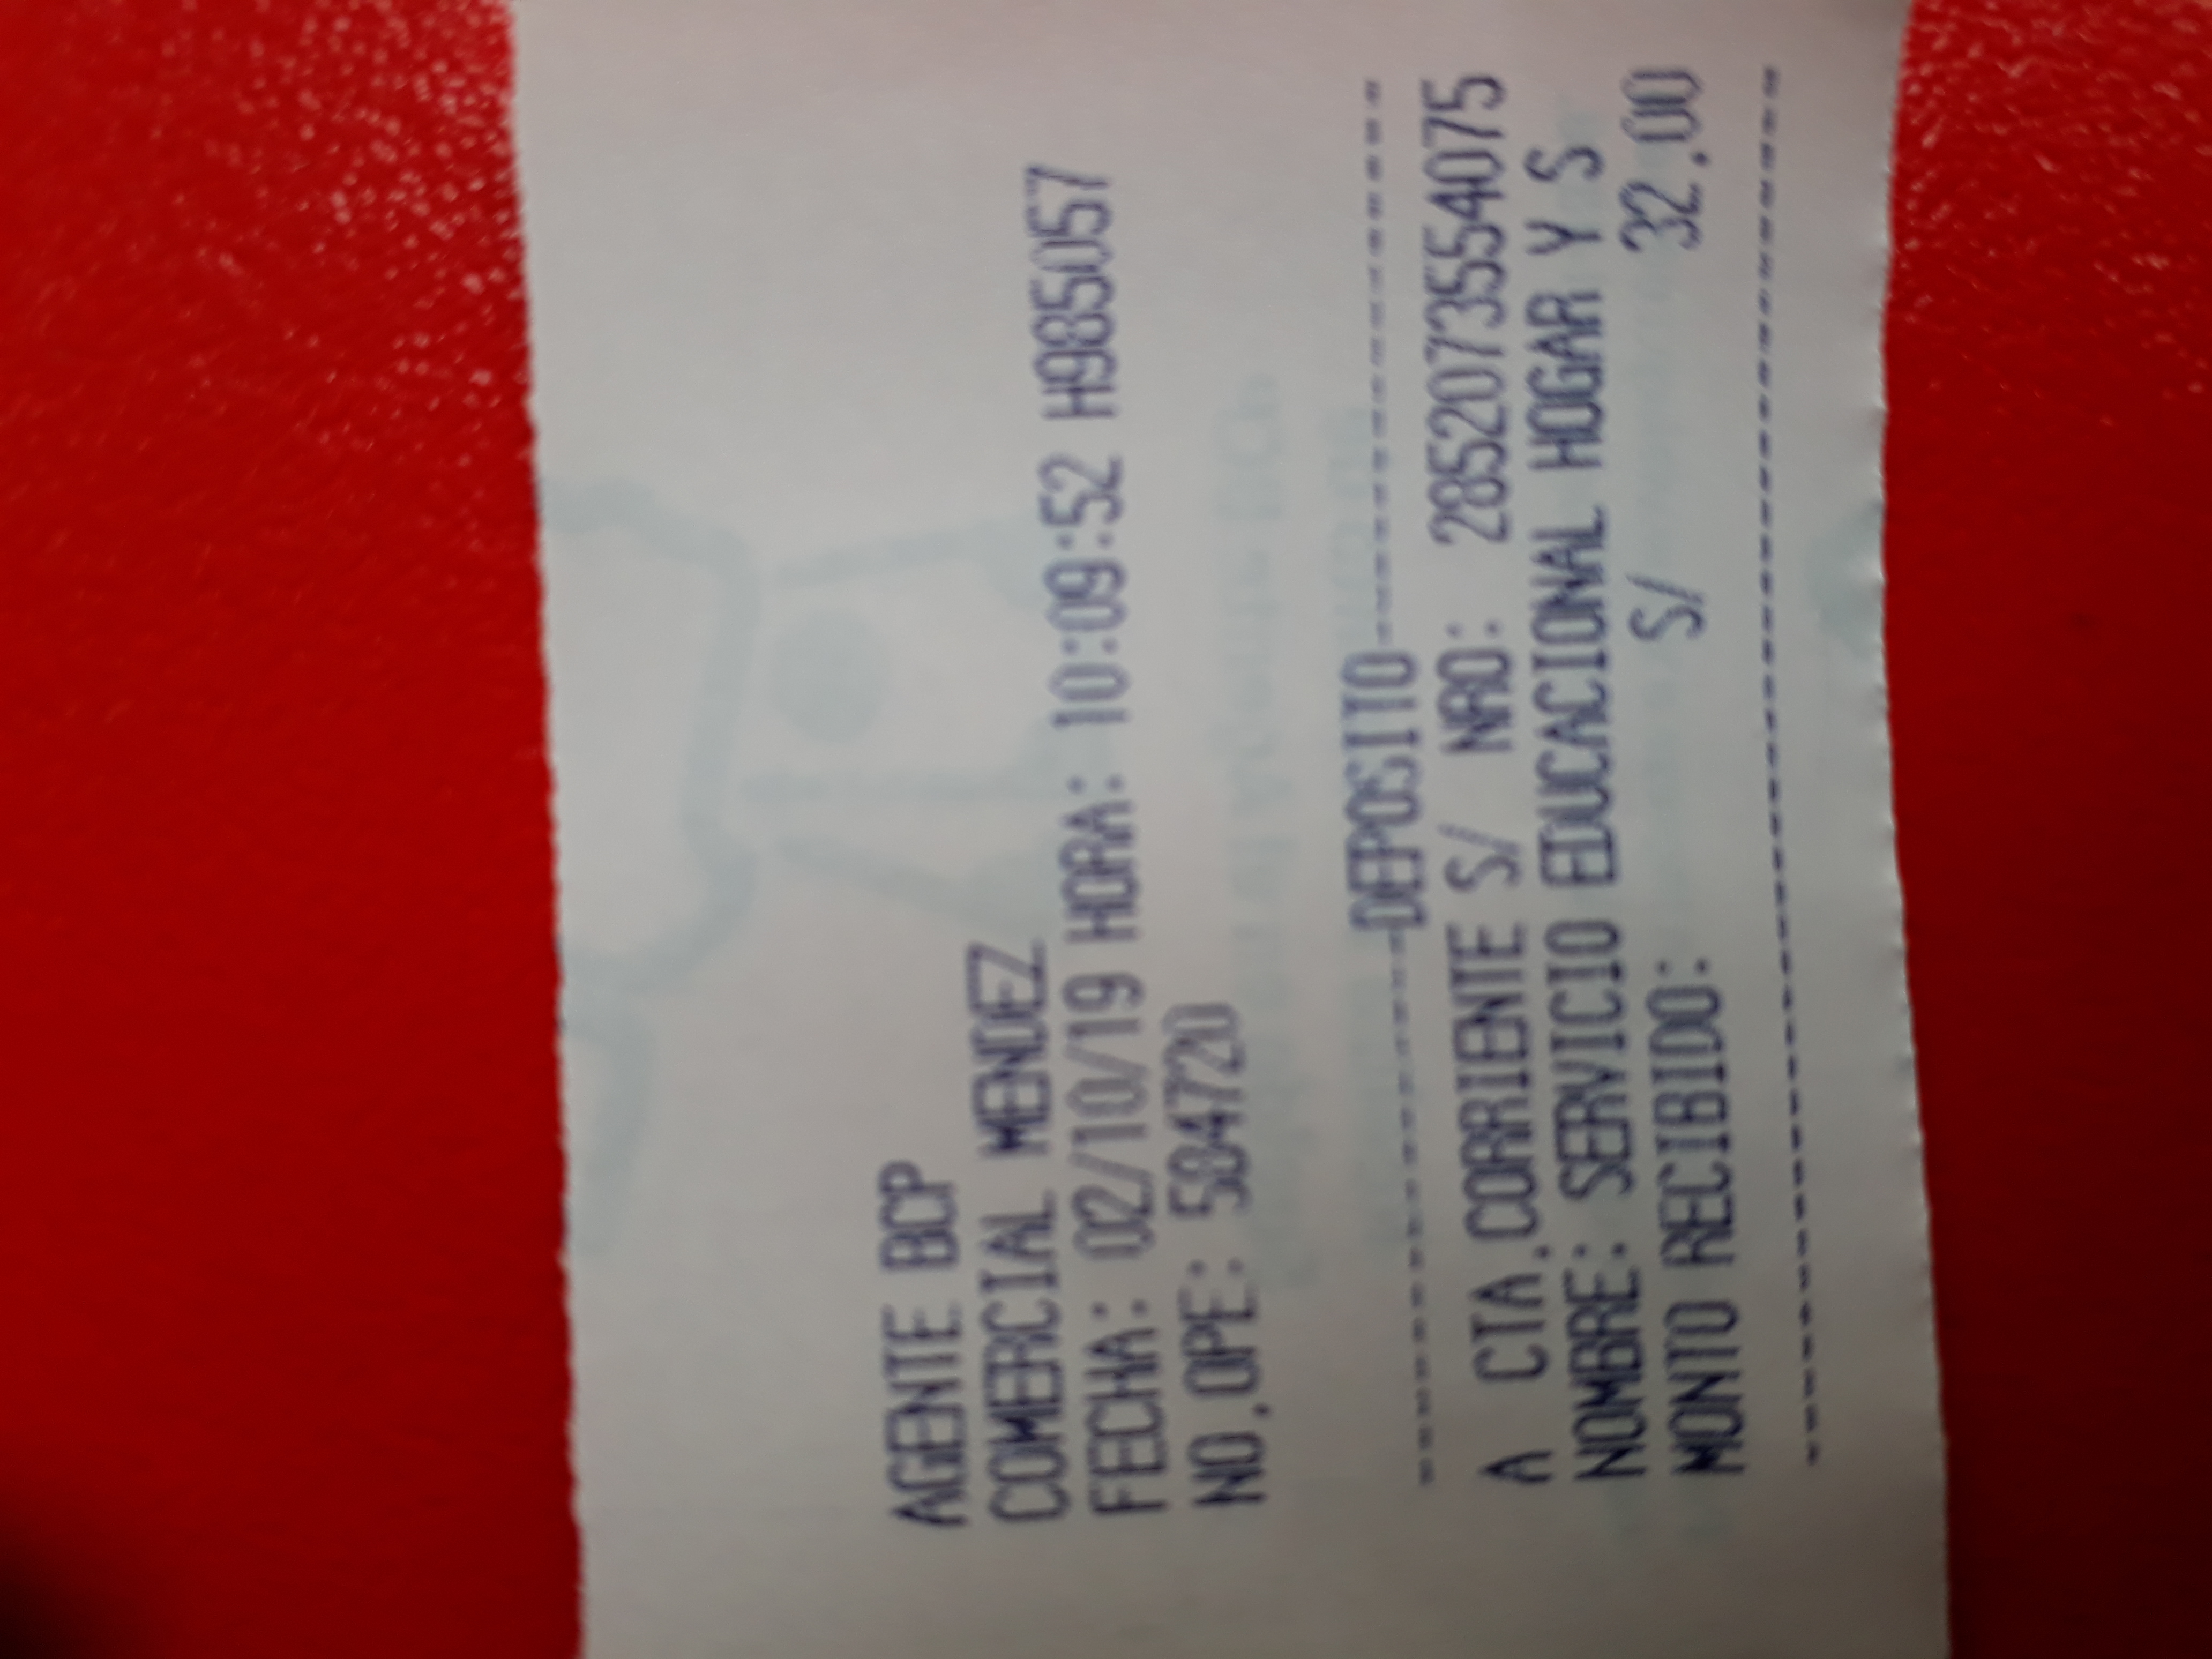 AGENTE BCP
COMERCIAL MENDEZ
FECHA: 02/10/19 HORA: 10:09:52 H985057
NO.OPE: 584720
----------------DEPOSITO----------------
A CTA.CORRIENTE S/ NRO: 2852073554075
NOMBRE: SERVICIO EDUCACIONAL HOGAR Y S
MONTO RECIBIDO: S/ 32.00
----------------------------------------